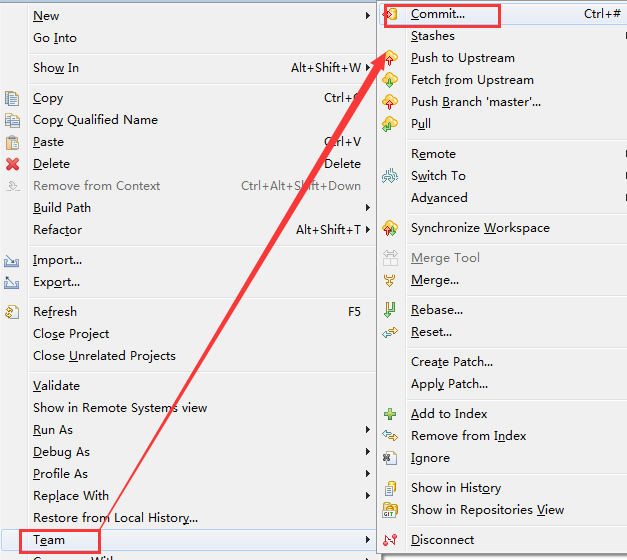 New
Go Into
Show In Alt+Shift+W
Copy
Copy Qualified Name
Paste Ctrl+V
Delete Delete
Remove from Context Ctrl+Alt+Shift+Down
Build Path
Refactor Alt+Shift+T
Import...
Export...
Refresh F5
Close Project
Close Unrelated Projects
Validate
Show in Remote Systems view
Run As
Debug As
Profile As
Replace With
Restore from Local History...
Team
Commit... Ctrl+#
Stashes
Push to Upstream
Fetch from Upstream
Push Branch 'master'...
Pull
Remote
Switch To
Advanced
Synchronize Workspace
Merge Tool
Merge...
Rebase...
Reset...
Create Patch...
Apply Patch...
Add to Index
Remove from Index
Ignore
Show in History
GIT Show in Repositories View
Disconnect